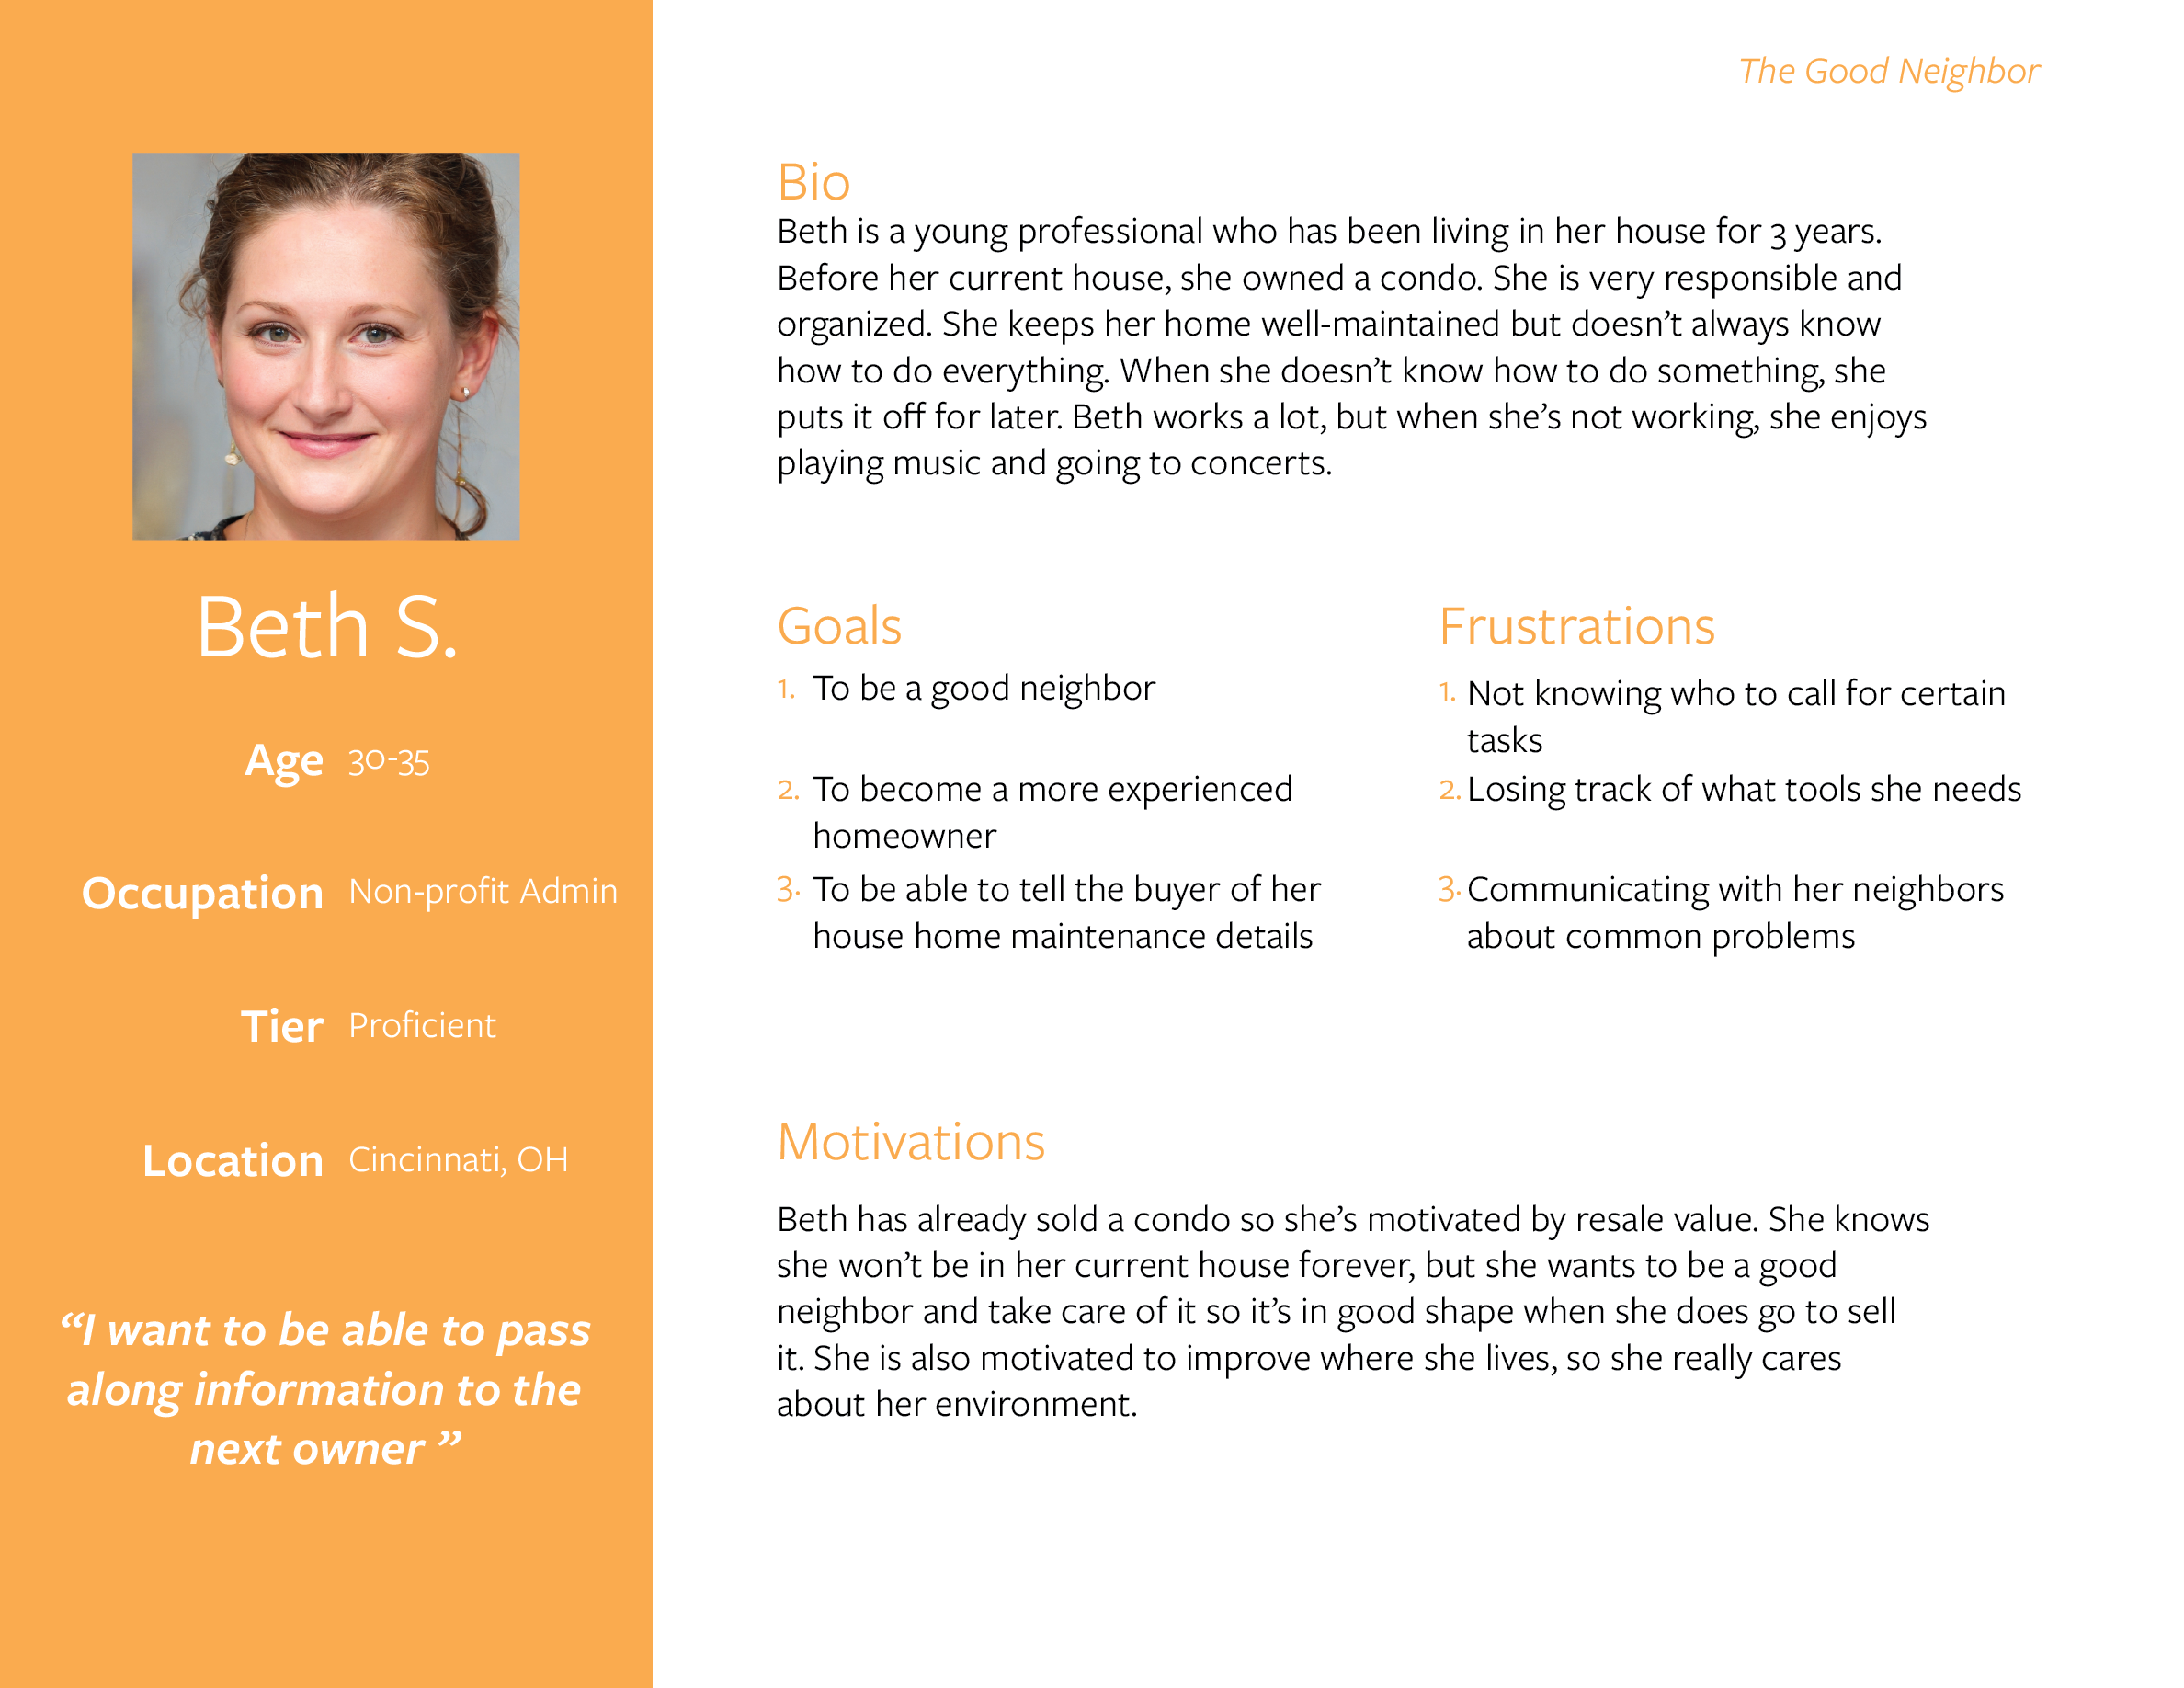 The Good Neighbor
Beth S.
Age 30-35
Occupation Non-profit Admin
Tier Proficient
Location Cincinnati, OH
“I want to be able to pass
along information to the
next owner ”
Bio
Beth is a young professional who has been living in her house for 3 years.
Before her current house, she owned a condo. She is very responsible and
organized. She keeps her home well-maintained but doesn’t always know
how to do everything. When she doesn’t know how to do something, she
puts it off for later. Beth works a lot, but when she’s not working, she enjoys
playing music and going to concerts.
Goals
1. To be a good neighbor
2. To become a more experienced
homeowner
3. To be able to tell the buyer of her
house home maintenance details
Frustrations
1. Not knowing who to call for certain
tasks
2. Losing track of what tools she needs
3. Communicating with her neighbors
about common problems
Motivations
Beth has already sold a condo so she’s motivated by resale value. She knows
she won’t be in her current house forever, but she wants to be a good
neighbor and take care of it so it’s in good shape when she does go to sell
it. She is also motivated to improve where she lives, so she really cares
about her environment.